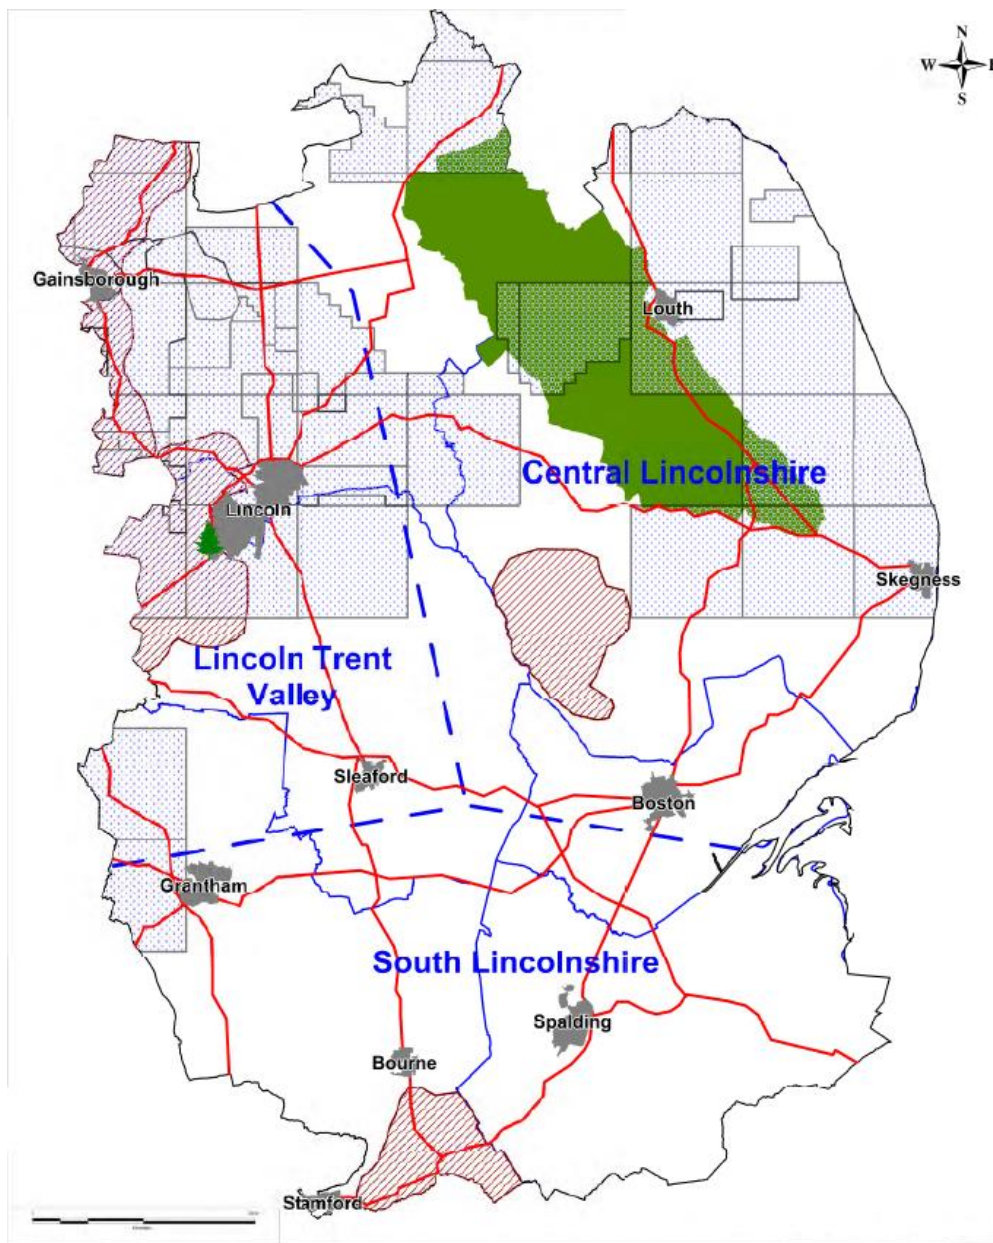 N
W E
S
Gainsborough
Louth
Central Lincolnshire
Lincoln
Skegness
Lincoln Trent
Valley
Sleaford
Boston
Grantham
South Lincolnshire
Spalding
Bourne
Stamford